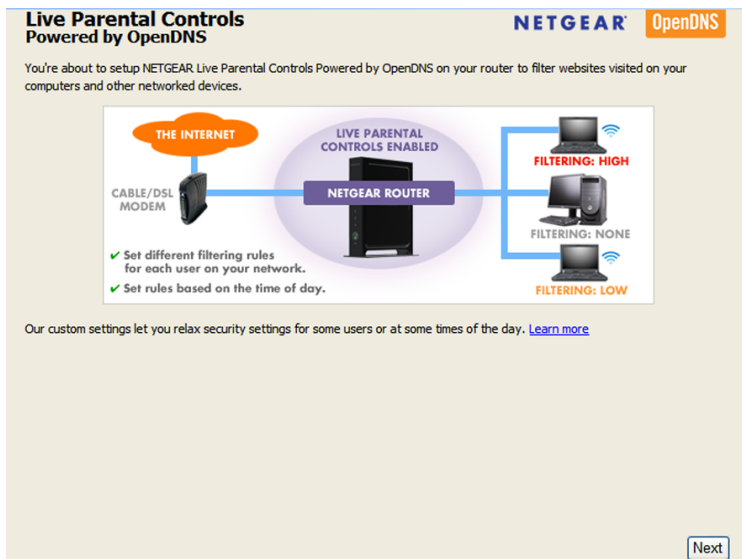 Live Parental Controls
Powered by OpenDNS
NETGEAR
OpenDNS
You're about to setup NETGEAR Live Parental Controls Powered by OpenDNS on your router to filter websites visited on your
computers and other networked devices.
THE INTERNET
LIVE PARENTAL
CONTROLS ENABLED
FILTERING: HIGH
CABLE/DSL
MODEM
NETGEAR ROUTER
FILTERING: NONE
✔ Set different filtering rules
for each user on your network.
✔ Set rules based on the time of day.
FILTERING: LOW
Our custom settings let you relax security settings for some users or at some times of the day. Learn more
Next